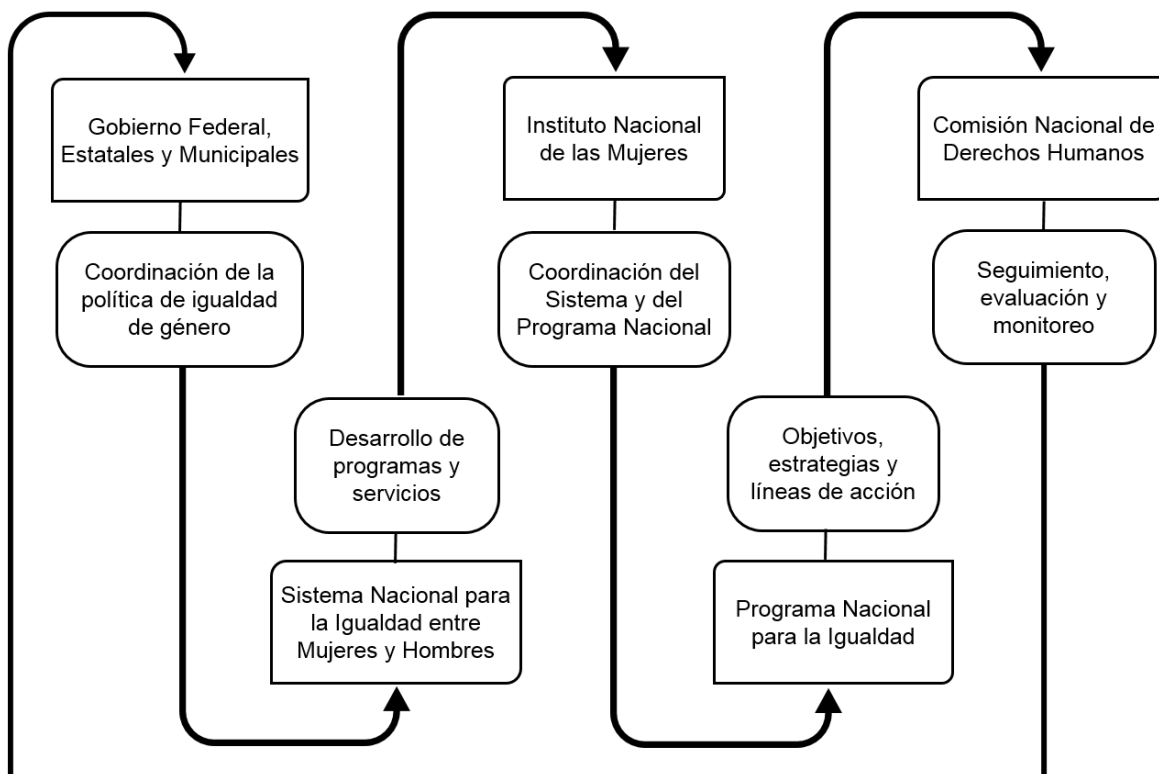 Gobierno Federal,
Estatales y Municipales
Coordinación de la
política de igualdad
de género
Desarrollo de
programas y
servicios
Sistema Nacional para
la Igualdad entre
Mujeres y Hombres
Instituto Nacional
de las Mujeres
Coordinación del
Sistema y del
Programa Nacional
Objetivos,
estrategias y
líneas de acción
Programa Nacional
para la Igualdad
Comisión Nacional de
Derechos Humanos
Seguimiento,
evaluación y
monitoreo